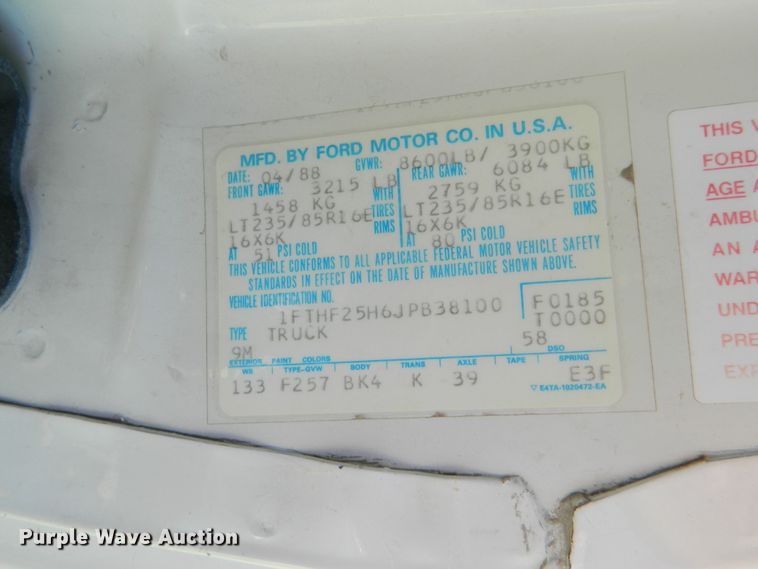 MFD. BY FORD MOTOR CO. IN U.S.A.
DATE: 04/88 GVWR: 8600LB/ 3900KG
FRONT GAWR: 3215 LB REAR GAWR: 6084 LB
1458 KG WITH 2759 KG WITH
LT235/85R16E TIRES LT235/85R16E TIRES
16X6K RIMS 16X6K RIMS
AT 51 PSI COLD AT 80 PSI COLD
THIS VEHICLE CONFORMS TO ALL APPLICABLE FEDERAL MOTOR VEHICLE SAFETY
STANDARDS IN EFFECT ON THE DATE OF MANUFACTURE SHOWN ABOVE.
VEHICLE IDENTIFICATION NO.
1FTHF25H6JPB38100 F0185
TYPE TRUCK T0000
9M 58
EXTERIOR PAINT COLORS DSO
WB TYPE-GVW BODY TRANS AXLE TAPE SPRING
133 F257 BK4 K 39 E3F
E4TA-1020472-EA
THIS V
FORD
AGE A
AMBU
AN A
WAR
UND
PRE
EXP
Purple Wave Auction